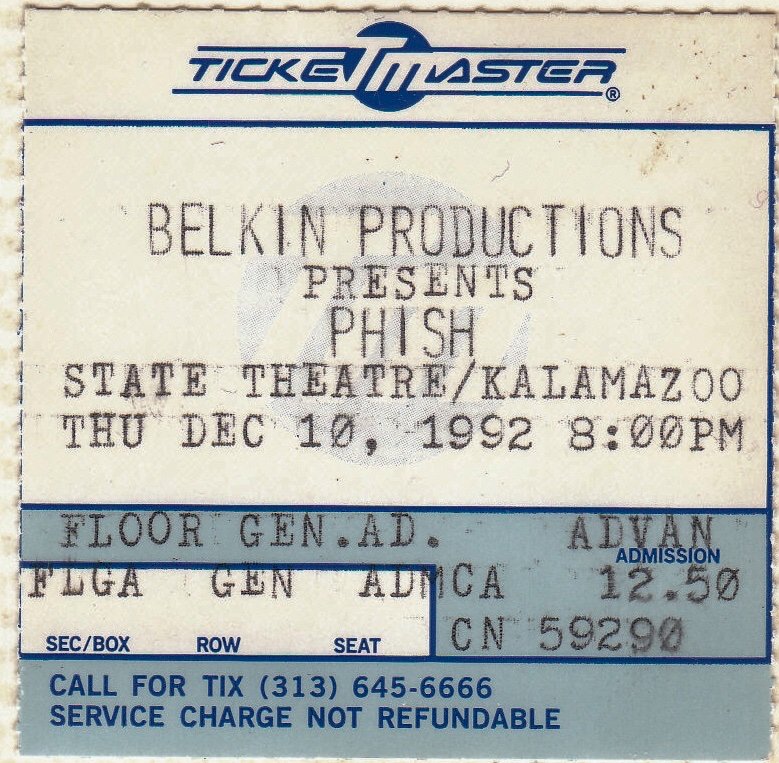 TICKETMASTER®
BELKIN PRODUCTIONS
PRESENTS
PHISH
STATE THEATRE/KALAMAZOO
THU DEC 10, 1992 8:00PM
FLOOR GEN.AD. ADVAN
ADMISSION
FLGA GEN ADMCA 12.50
SEC/BOX ROW SEAT CN 59290
CALL FOR TIX (313) 645-6666
SERVICE CHARGE NOT REFUNDABLE